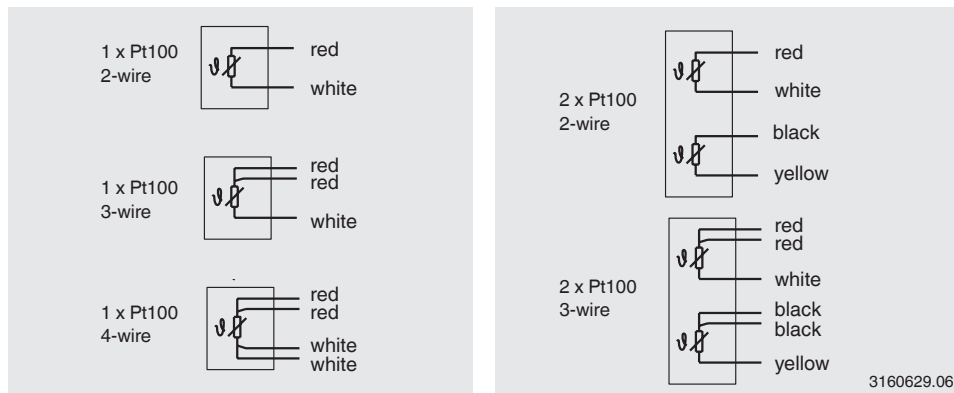 1 x Pt100
2-wire
red
white
1 x Pt100
3-wire
red
red
white
1 x Pt100
4-wire
red
red
white
white
2 x Pt100
2-wire
red
white
black
yellow
2 x Pt100
3-wire
red
red
white
black
black
yellow
3160629.06